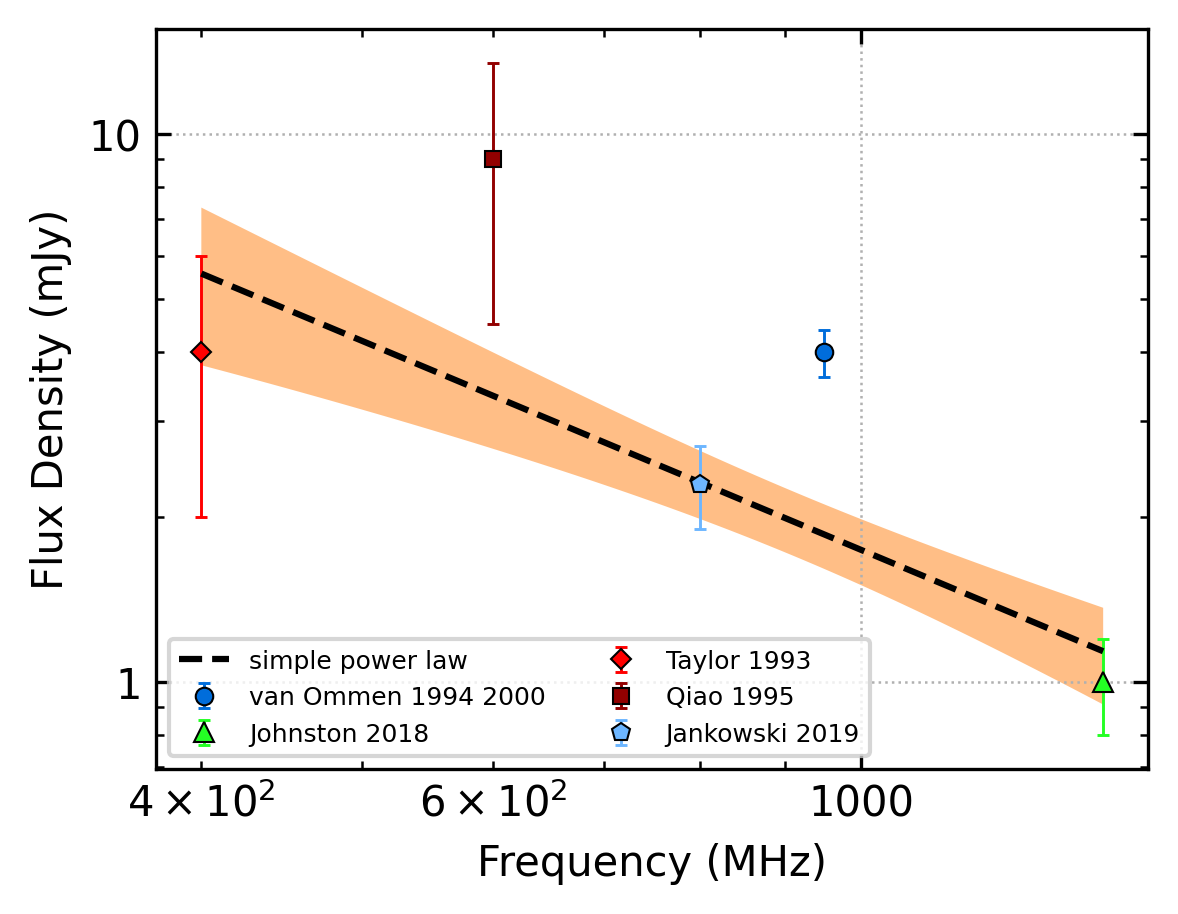 10
1
Flux Density (mJy)
simple power law
van Ommen 1994 2000
Johnston 2018
Taylor 1993
Qiao 1995
Jankowski 2019
4 × 10² 6 × 10² 1000
Frequency (MHz)